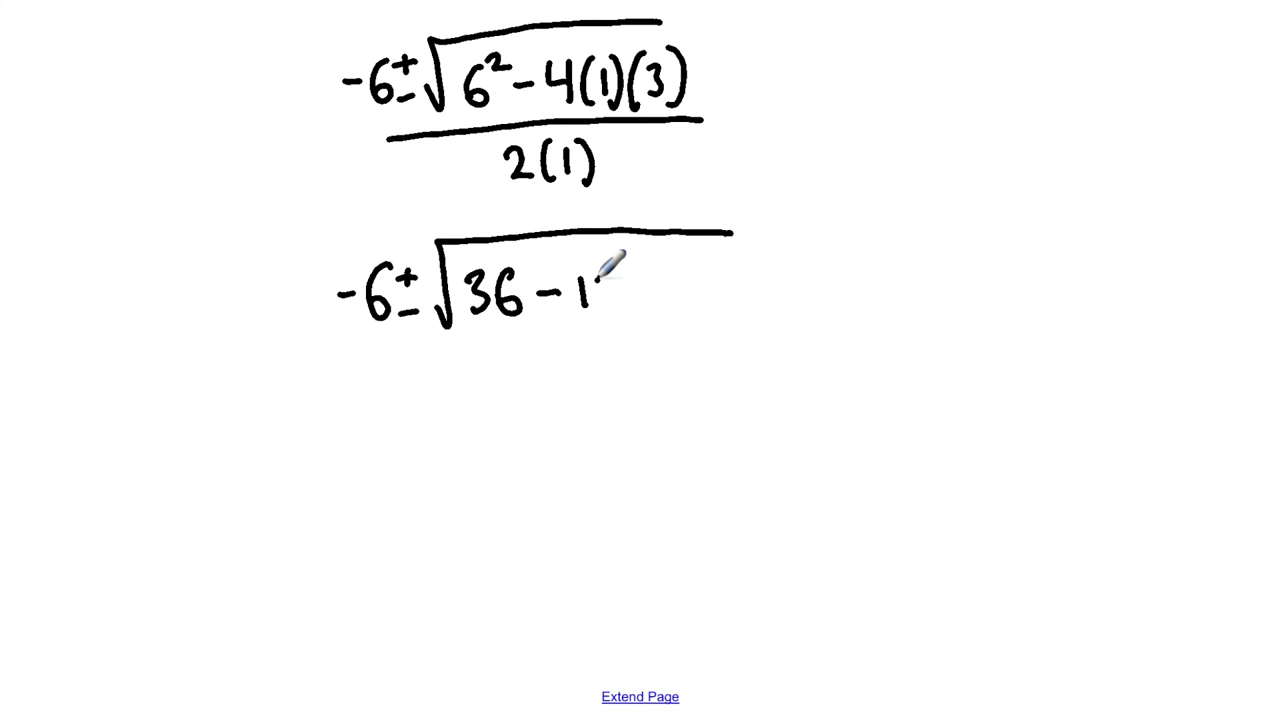 -6 ± √(6² - 4(1)(3))
2(1)
-6 ± √(36 - 1
Extend Page